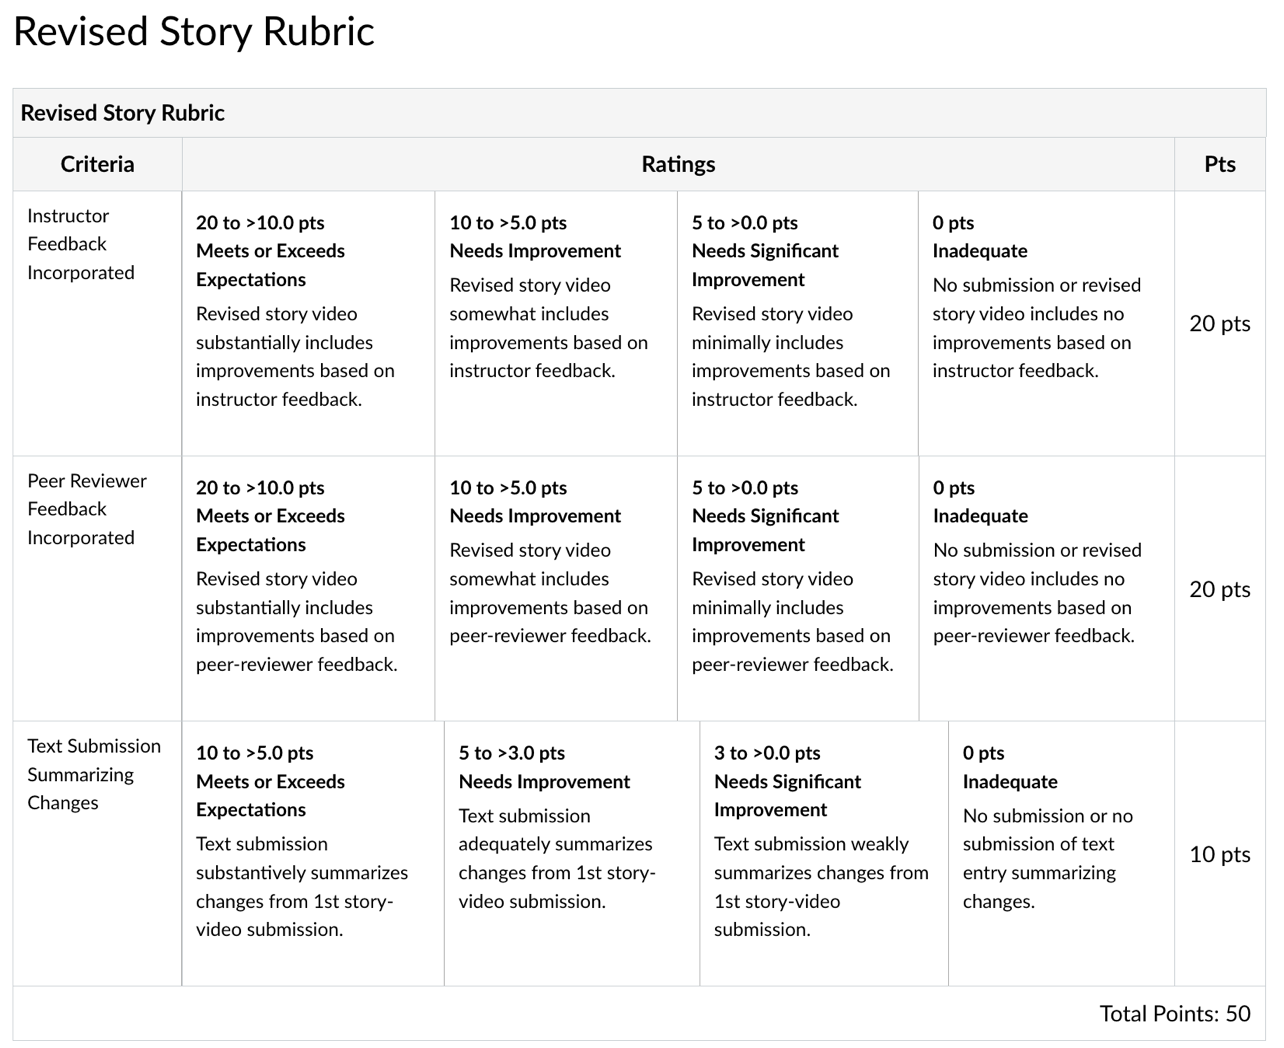 Revised Story Rubric
Revised Story Rubric
Criteria
Ratings
Pts
Instructor
Feedback
Incorporated
20 to >10.0 pts
Meets or Exceeds
Expectations
Revised story video
substantially includes
improvements based on
instructor feedback.
10 to >5.0 pts
Needs Improvement
Revised story video
somewhat includes
improvements based on
instructor feedback.
5 to >0.0 pts
Needs Significant
Improvement
Revised story video
minimally includes
improvements based on
instructor feedback.
0 pts
Inadequate
No submission or revised
story video includes no
improvements based on
instructor feedback.
20 pts
Peer Reviewer
Feedback
Incorporated
20 to >10.0 pts
Meets or Exceeds
Expectations
Revised story video
substantially includes
improvements based on
peer-reviewer feedback.
10 to >5.0 pts
Needs Improvement
Revised story video
somewhat includes
improvements based on
peer-reviewer feedback.
5 to >0.0 pts
Needs Significant
Improvement
Revised story video
minimally includes
improvements based on
peer-reviewer feedback.
0 pts
Inadequate
No submission or revised
story video includes no
improvements based on
peer-reviewer feedback.
20 pts
Text Submission
Summarizing
Changes
10 to >5.0 pts
Meets or Exceeds
Expectations
Text submission
substantively summarizes
changes from 1st story-
video submission.
5 to >3.0 pts
Needs Improvement
Text submission
adequately summarizes
changes from 1st story-
video submission.
3 to >0.0 pts
Needs Significant
Improvement
Text submission weakly
summarizes changes from
1st story-video
submission.
0 pts
Inadequate
No submission or no
submission of text
entry summarizing
changes.
10 pts
Total Points: 50